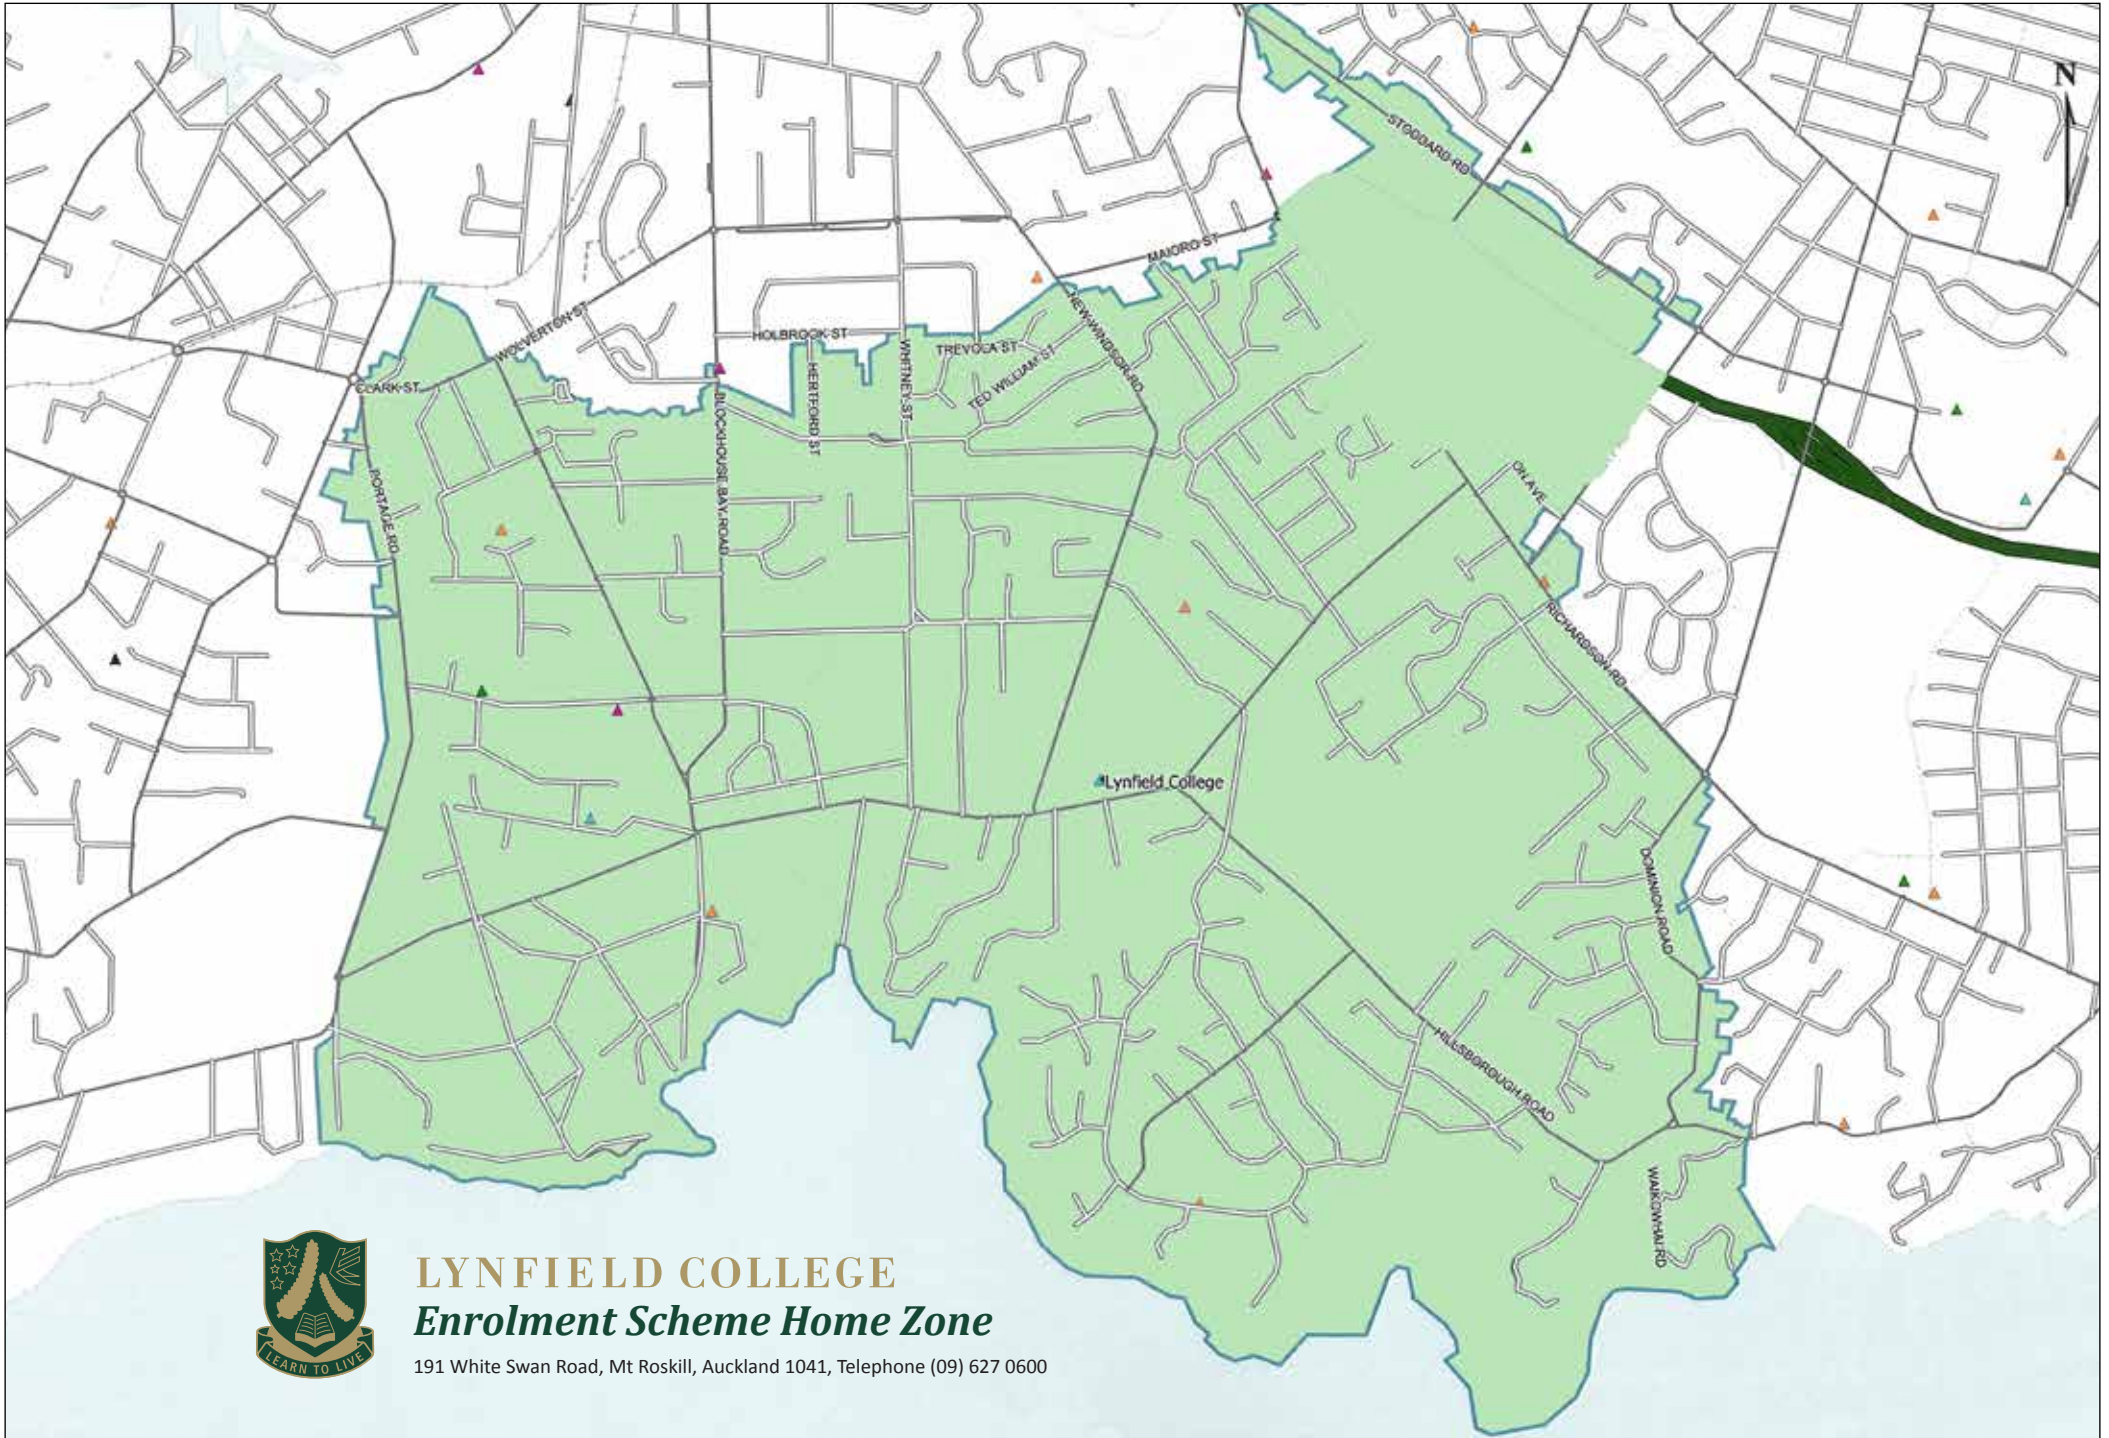 N
STODDARD RD
MAIORO ST
WOLVERTON ST
NEW WINDSOR RD
HOLBROOK ST
TREVOLA ST
WHITNEY ST
CLARK ST
TED WILLIAM ST
HERTFORD ST
BLOCKHOUSE BAY ROAD
PORTAGE RD
ON AVE
RICHARDSON RD
Lynfield College
DOMINION ROAD
HILLSBOROUGH ROAD
WAIKOWHAI RD
LYNFIELD COLLEGE
Enrolment Scheme Home Zone
LEARN TO LIVE
191 White Swan Road, Mt Roskill, Auckland 1041, Telephone (09) 627 0600